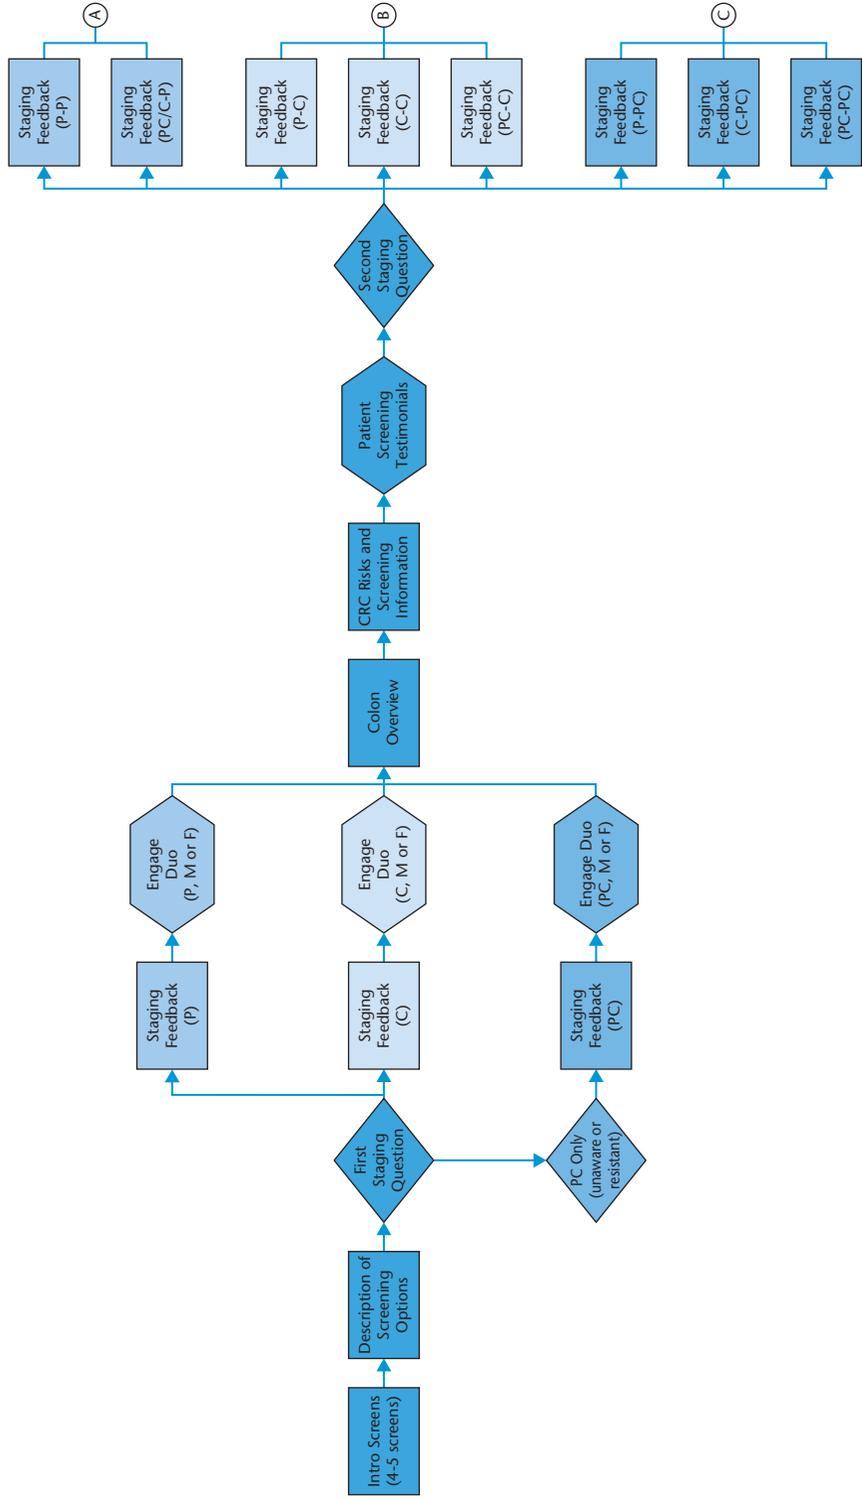 Intro Screens
(4-5 screens)
Description of
Screening
Options
First
Staging
Question
PC Only
(unaware or
resistant)
Staging
Feedback
(P)
Staging
Feedback
(C)
Staging
Feedback
(PC)
Engage
Duo
(P, M or F)
Engage
Duo
(C, M or F)
Engage Duo
(PC, M or F)
Colon
Overview
CRC Risks and
Screening
Information
Patient
Screening
Testimonials
Second
Staging
Question
Staging
Feedback
(P-P)
Staging
Feedback
(PC/C-P)
A
Staging
Feedback
(P-C)
Staging
Feedback
(C-C)
Staging
Feedback
(PC-C)
B
Staging
Feedback
(P-PC)
Staging
Feedback
(C-PC)
Staging
Feedback
(PC-PC)
C